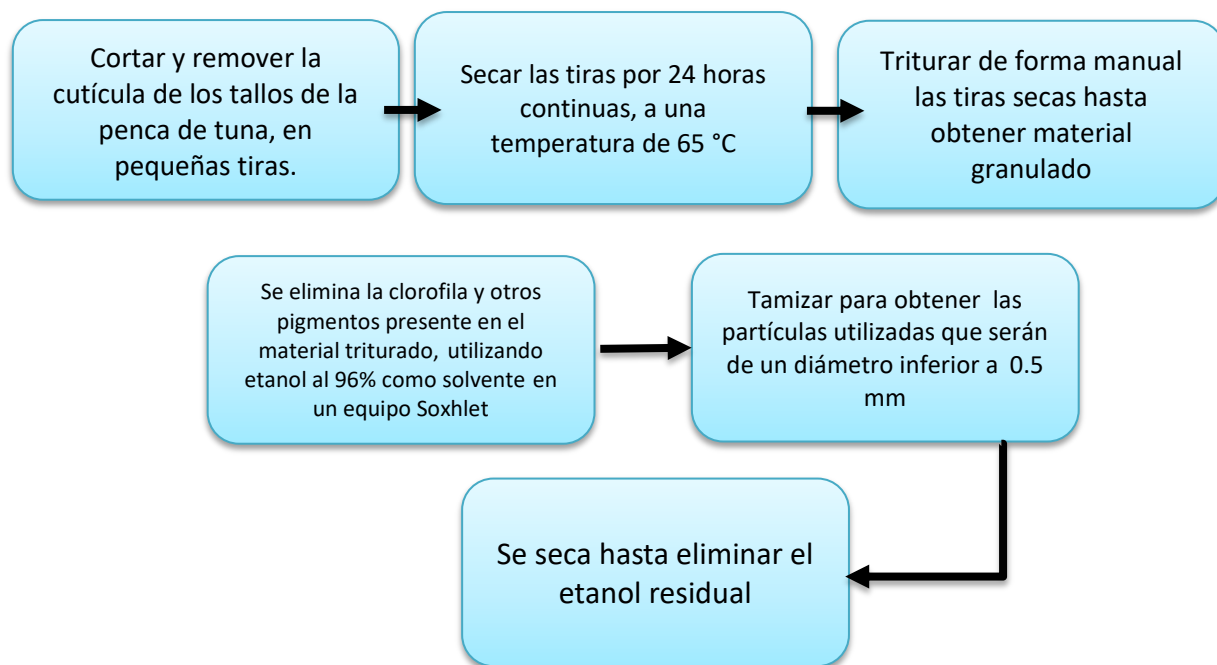 Cortar y remover la
cutícula de los tallos de la
penca de tuna, en
pequeñas tiras.
Secar las tiras por 24 horas
continuas, a una
temperatura de 65 °C
Triturar de forma manual
las tiras secas hasta
obtener material
granulado
Se elimina la clorofila y otros
pigmentos presente en el
material triturado, utilizando
etanol al 96% como solvente en
un equipo Soxhlet
Tamizar para obtener las
partículas utilizadas que serán
de un diámetro inferior a 0.5
mm
Se seca hasta eliminar el
etanol residual